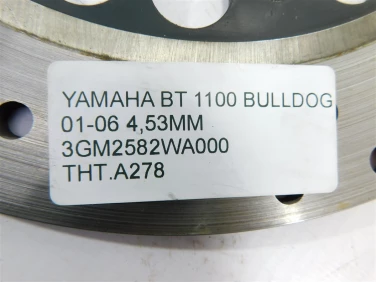 YAMAHA BT 1100 BULLDOG
01-06 4,53MM
3GM2582WA000
THT.A278